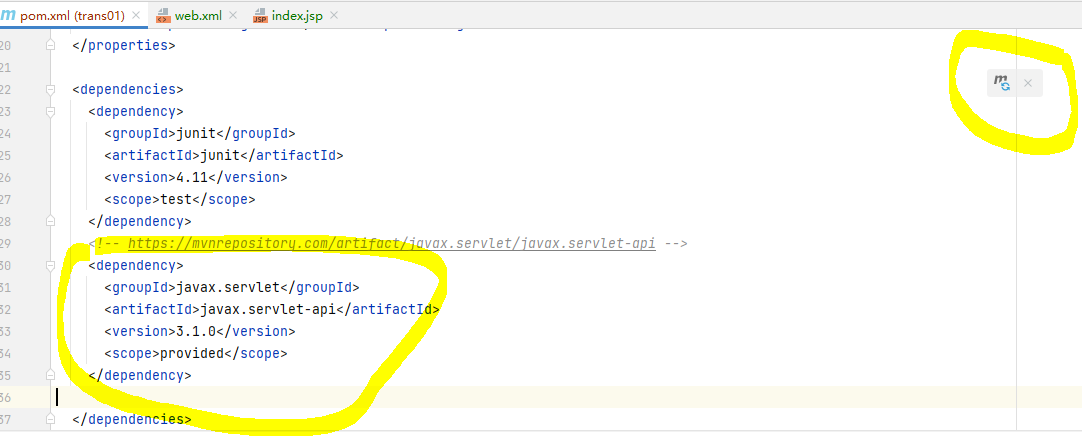 pom.xml (trans01) web.xml index.jsp
20 </properties>
21
22 <dependencies>
23 <dependency>
24 <groupId>junit</groupId>
25 <artifactId>junit</artifactId>
26 <version>4.11</version>
27 <scope>test</scope>
28 </dependency>
29 <!-- https://mvnrepository.com/artifact/javax.servlet/javax.servlet-api -->
30 <dependency>
31 <groupId>javax.servlet</groupId>
32 <artifactId>javax.servlet-api</artifactId>
33 <version>3.1.0</version>
34 <scope>provided</scope>
35 </dependency>
36
37 </dependencies>